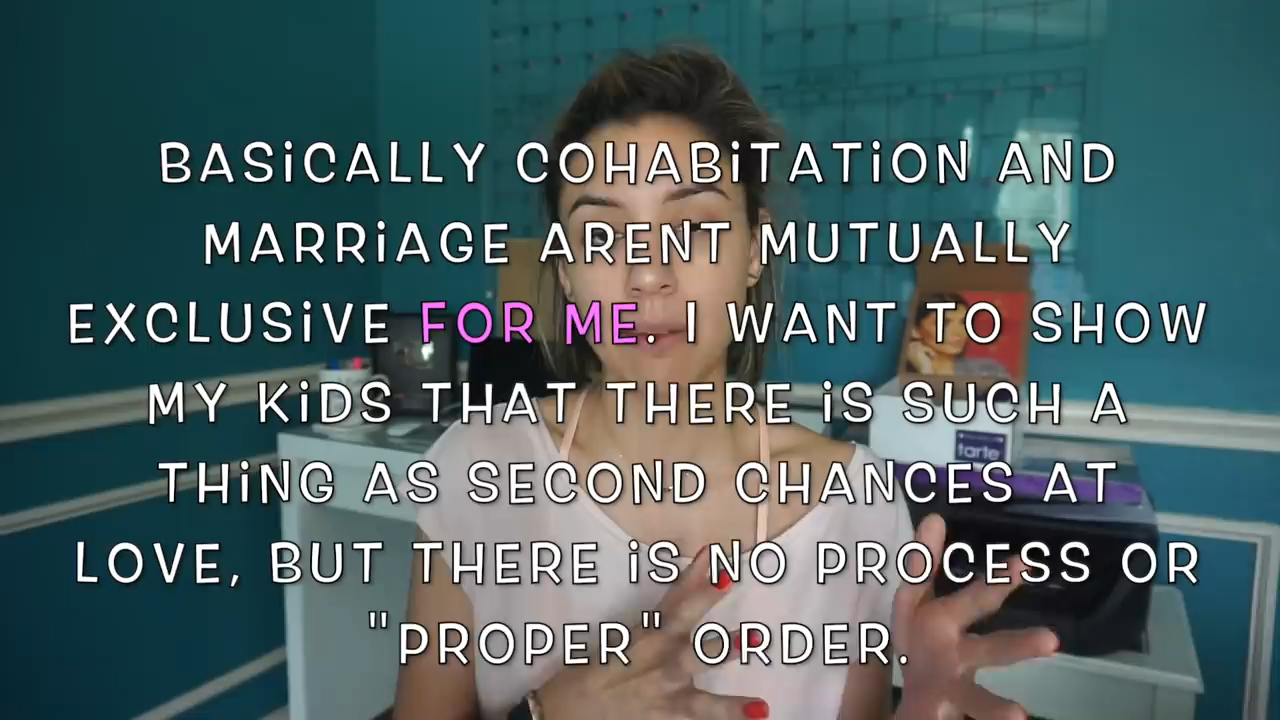 BASiCALLY COHABiTATiON AND
MARRiAGE ARENT MUTUALLY
EXCLUSiVE FOR ME. I WANT TO SHOW
MY KiDS THAT THERE iS SUCH A
THiNG AS SECOND CHANCES AT
LOVE, BUT THERE iS NO PROCESS OR
"PROPER" ORDER.
tarte